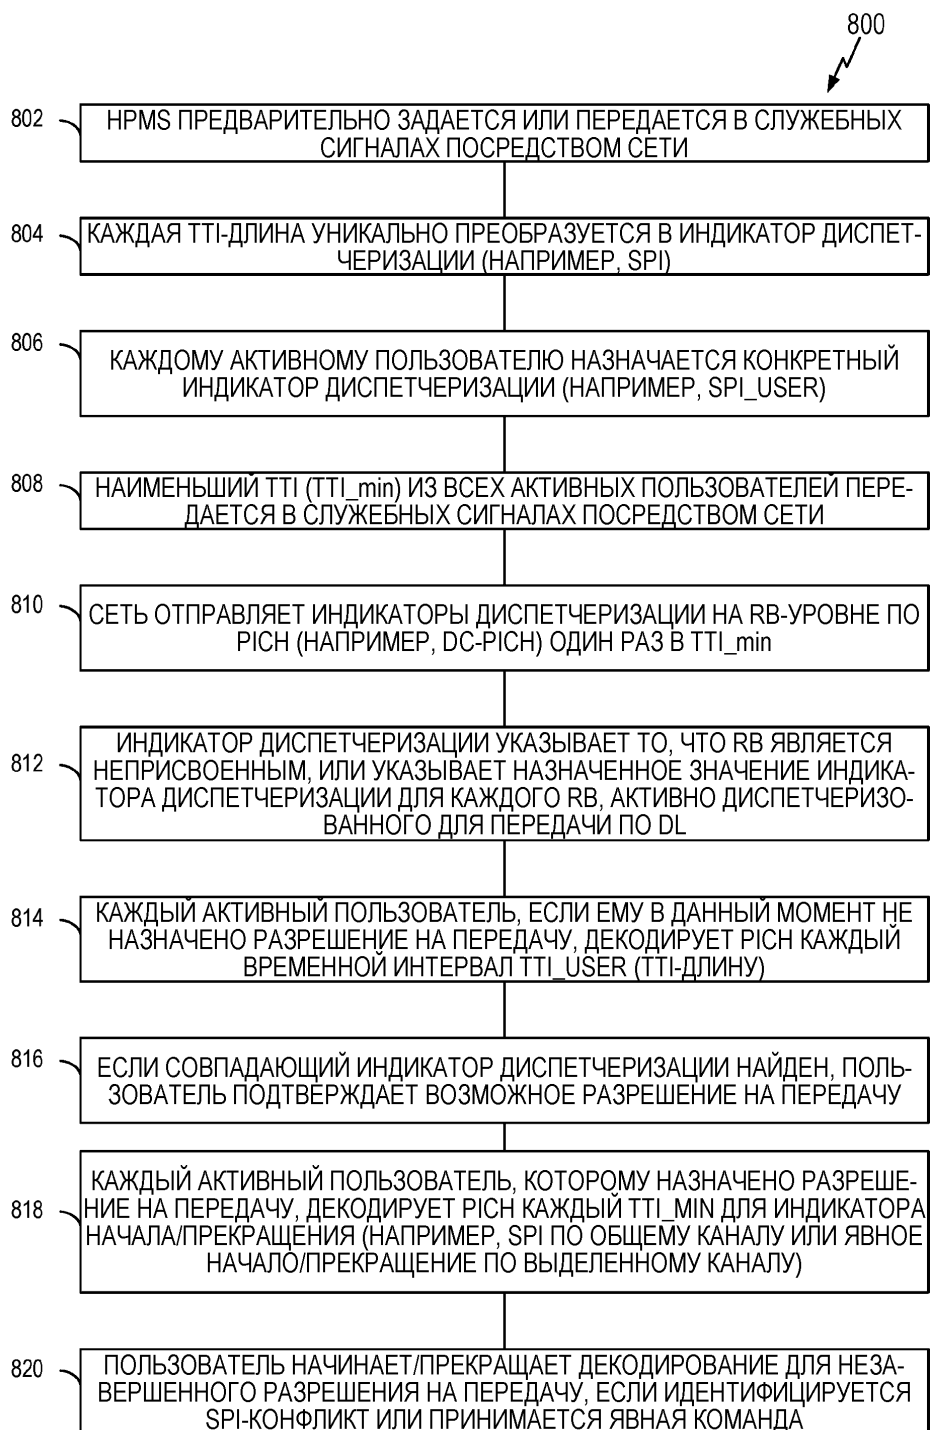 800
802
HPMS ПРЕДВАРИТЕЛЬНО ЗАДАЕТСЯ ИЛИ ПЕРЕДАЕТСЯ В СЛУЖЕБНЫХ
СИГНАЛАХ ПОСРЕДСТВОМ СЕТИ
804
КАЖДАЯ TTI-ДЛИНА УНИКАЛЬНО ПРЕОБРАЗУЕТСЯ В ИНДИКАТОР ДИСПЕТ-
ЧЕРИЗАЦИИ (НАПРИМЕР, SPI)
806
КАЖДОМУ АКТИВНОМУ ПОЛЬЗОВАТЕЛЮ НАЗНАЧАЕТСЯ КОНКРЕТНЫЙ
ИНДИКАТОР ДИСПЕТЧЕРИЗАЦИИ (НАПРИМЕР, SPI_USER)
808
НАИМЕНЬШИЙ TTI (TTI_min) ИЗ ВСЕХ АКТИВНЫХ ПОЛЬЗОВАТЕЛЕЙ ПЕРЕ-
ДАЕТСЯ В СЛУЖЕБНЫХ СИГНАЛАХ ПОСРЕДСТВОМ СЕТИ
810
СЕТЬ ОТПРАВЛЯЕТ ИНДИКАТОРЫ ДИСПЕТЧЕРИЗАЦИИ НА RB-УРОВНЕ ПО
PICH (НАПРИМЕР, DC-PICH) ОДИН РАЗ В TTI_min
812
ИНДИКАТОР ДИСПЕТЧЕРИЗАЦИИ УКАЗЫВАЕТ ТО, ЧТО RB ЯВЛЯЕТСЯ
НЕПРИСВОЕННЫМ, ИЛИ УКАЗЫВАЕТ НАЗНАЧЕННОЕ ЗНАЧЕНИЕ ИНДИКА-
ТОРА ДИСПЕТЧЕРИЗАЦИИ ДЛЯ КАЖДОГО RB, АКТИВНО ДИСПЕТЧЕРИЗО-
ВАННОГО ДЛЯ ПЕРЕДАЧИ ПО DL
814
КАЖДЫЙ АКТИВНЫЙ ПОЛЬЗОВАТЕЛЬ, ЕСЛИ ЕМУ В ДАННЫЙ МОМЕНТ НЕ
НАЗНАЧЕНО РАЗРЕШЕНИЕ НА ПЕРЕДАЧУ, ДЕКОДИРУЕТ PICH КАЖДЫЙ
ВРЕМЕННОЙ ИНТЕРВАЛ TTI_USER (TTI-ДЛИНУ)
816
ЕСЛИ СОВПАДАЮЩИЙ ИНДИКАТОР ДИСПЕТЧЕРИЗАЦИИ НАЙДЕН, ПОЛЬ-
ЗОВАТЕЛЬ ПОДТВЕРЖДАЕТ ВОЗМОЖНОЕ РАЗРЕШЕНИЕ НА ПЕРЕДАЧУ
818
КАЖДЫЙ АКТИВНЫЙ ПОЛЬЗОВАТЕЛЬ, КОТОРОМУ НАЗНАЧЕНО РАЗРЕШЕ-
НИЕ НА ПЕРЕДАЧУ, ДЕКОДИРУЕТ PICH КАЖДЫЙ TTI_MIN ДЛЯ ИНДИКАТОРА
НАЧАЛА/ПРЕКРАЩЕНИЯ (НАПРИМЕР, SPI ПО ОБЩЕМУ КАНАЛУ ИЛИ ЯВНОЕ
НАЧАЛО/ПРЕКРАЩЕНИЕ ПО ВЫДЕЛЕННОМУ КАНАЛУ)
820
ПОЛЬЗОВАТЕЛЬ НАЧИНАЕТ/ПРЕКРАЩАЕТ ДЕКОДИРОВАНИЕ ДЛЯ НЕЗА-
ВЕРШЕННОГО РАЗРЕШЕНИЯ НА ПЕРЕДАЧУ, ЕСЛИ ИДЕНТИФИЦИРУЕТСЯ
SPI-КОНФЛИКТ ИЛИ ПРИНИМАЕТСЯ ЯВНАЯ КОМАНДА